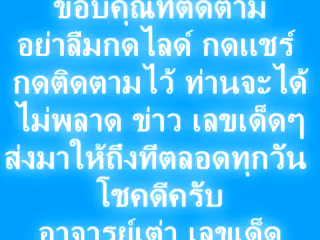 ขอบคุณที่ติดตาม
อย่าลืมกดไลค์ กดแชร์
กดติดตามไว้ ท่านจะได้
ไม่พลาด ข่าว เลขเด็ดๆ
ส่งมาให้ถึงที่ตลอดทุกวัน
โชคดีครับ
อาจารย์เต่า เลขเด็ด